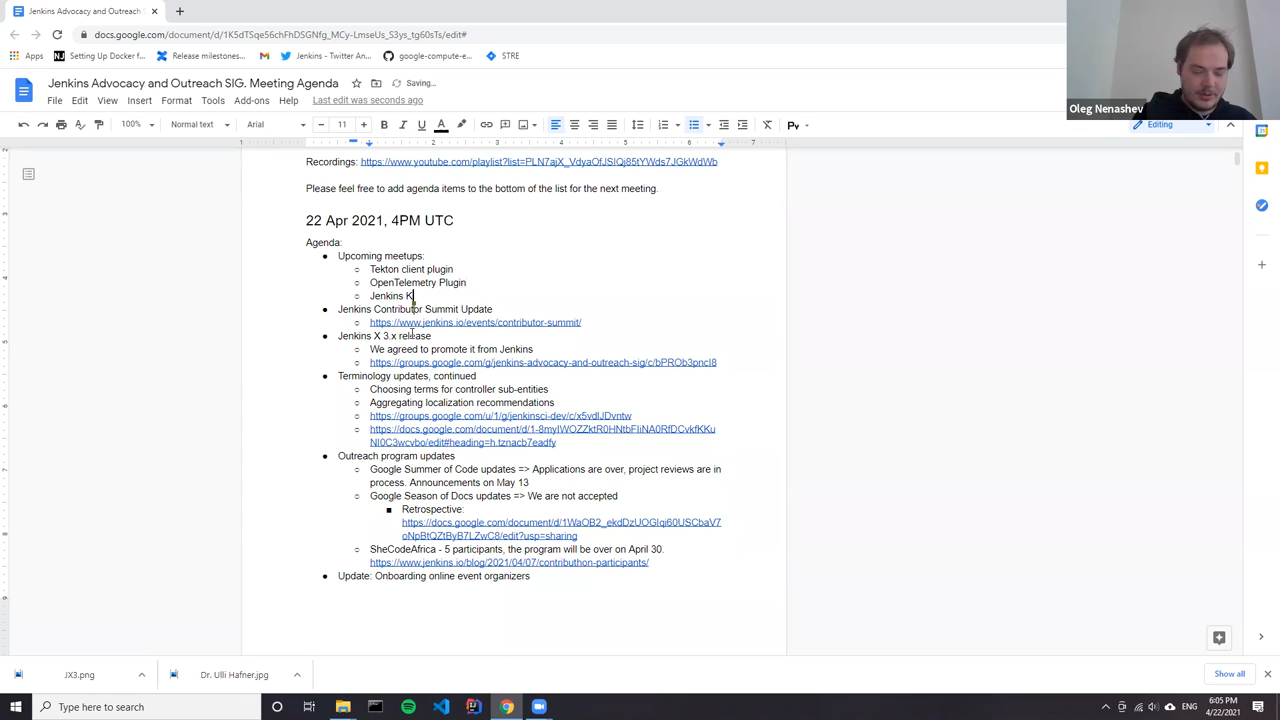 Jenkins Advocacy and Outreach S
docs.google.com/document/d/1K5dTSqe56chFhDSGNfg_MCy-LmseUs_S3ys_tg60sTs/edit#
Apps
Setting Up Docker f...
Release milestones...
Jenkins - Twitter An...
google-compute-e...
STRE
Jenkins Advocacy and Outreach SIG. Meeting Agenda
Saving...
File Edit View Insert Format Tools Add-ons Help Last edit was seconds ago
100% Normal text Arial 11 Editing
Oleg Nenashev
Recordings: https://www.youtube.com/playlist?list=PLN7ajX_VdyaOfJSIQj85tYWds7JGkWdWb
Please feel free to add agenda items to the bottom of the list for the next meeting.
22 Apr 2021, 4PM UTC
Agenda:
● Upcoming meetups:
○ Tekton client plugin
○ OpenTelemetry Plugin
○ Jenkins K
● Jenkins Contributor Summit Update
○ https://www.jenkins.io/events/contributor-summit/
● Jenkins X 3.x release
○ We agreed to promote it from Jenkins
○ https://groups.google.com/g/jenkins-advocacy-and-outreach-sig/c/bPROb3pncI8
● Terminology updates, continued
○ Choosing terms for controller sub-entities
○ Aggregating localization recommendations
○ https://groups.google.com/u/1/g/jenkinsci-dev/c/x5vdlJDvntw
○ https://docs.google.com/document/d/1-8myIWOZZktR0HNtbFIiNA0RfDCvkfKKu
NI0C3wcvbo/edit#heading=h.tznacb7eadfy
● Outreach program updates
○ Google Summer of Code updates => Applications are over, project reviews are in
process. Announcements on May 13
○ Google Season of Docs updates => We are not accepted
■ Retrospective:
https://docs.google.com/document/d/1WaOB2_ekdDzUOGIqi60USCbaV7
oNpBtQZtByB7LZwC8/edit?usp=sharing
○ SheCodeAfrica - 5 participants, the program will be over on April 30.
https://www.jenkins.io/blog/2021/04/07/contributhon-participants/
● Update: Onboarding online event organizers
JX3.png
Dr. Ulli Hafner.jpg
Show all
Type here to search
ENG
6:05 PM
4/22/2021